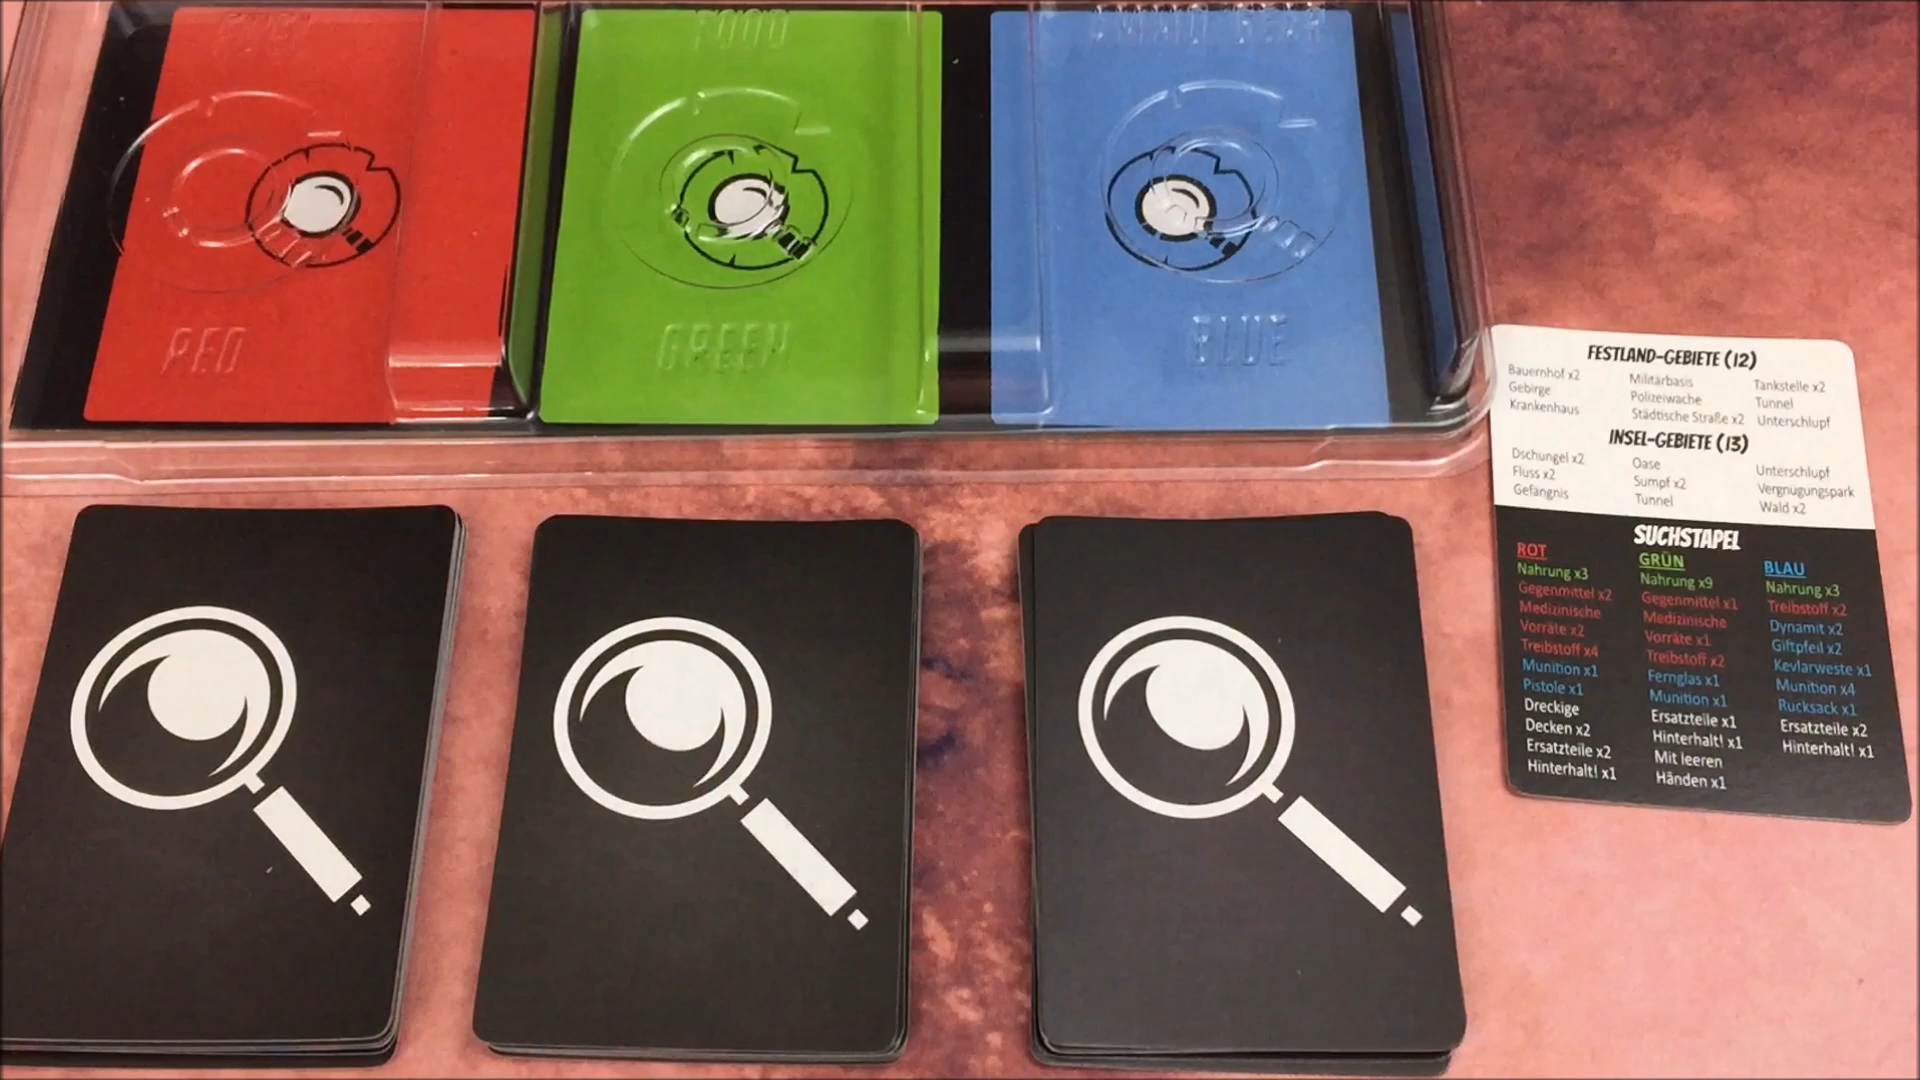 FUEL
FOOD
AMMO GEAR
RED
GREEN
BLUE
FESTLAND-GEBIETE (12)
Bauernhof x2
Gebirge
Krankenhaus
Militärbasis
Polizeiwache
Städtische Straße x2
Tankstelle x2
Tunnel
Unterschlupf
INSEL-GEBIETE (13)
Dschungel x2
Fluss x2
Gefängnis
Oase
Sumpf x2
Tunnel
Unterschlupf
Vergnügungspark
Wald x2
SUCHSTAPEL
ROT
Nahrung x3
Gegenmittel x2
Medizinische
Vorräte x2
Treibstoff x4
Munition x1
Pistole x1
Dreckige
Decken x2
Ersatzteile x2
Hinterhalt! x1
GRÜN
Nahrung x9
Gegenmittel x1
Medizinische
Vorräte x1
Treibstoff x2
Fernglas x1
Munition x1
Ersatzteile x1
Hinterhalt! x1
Mit leeren
Händen x1
BLAU
Nahrung x3
Treibstoff x2
Dynamit x2
Giftpfeil x2
Kevlarweste x1
Munition x4
Rucksack x1
Ersatzteile x2
Hinterhalt! x1